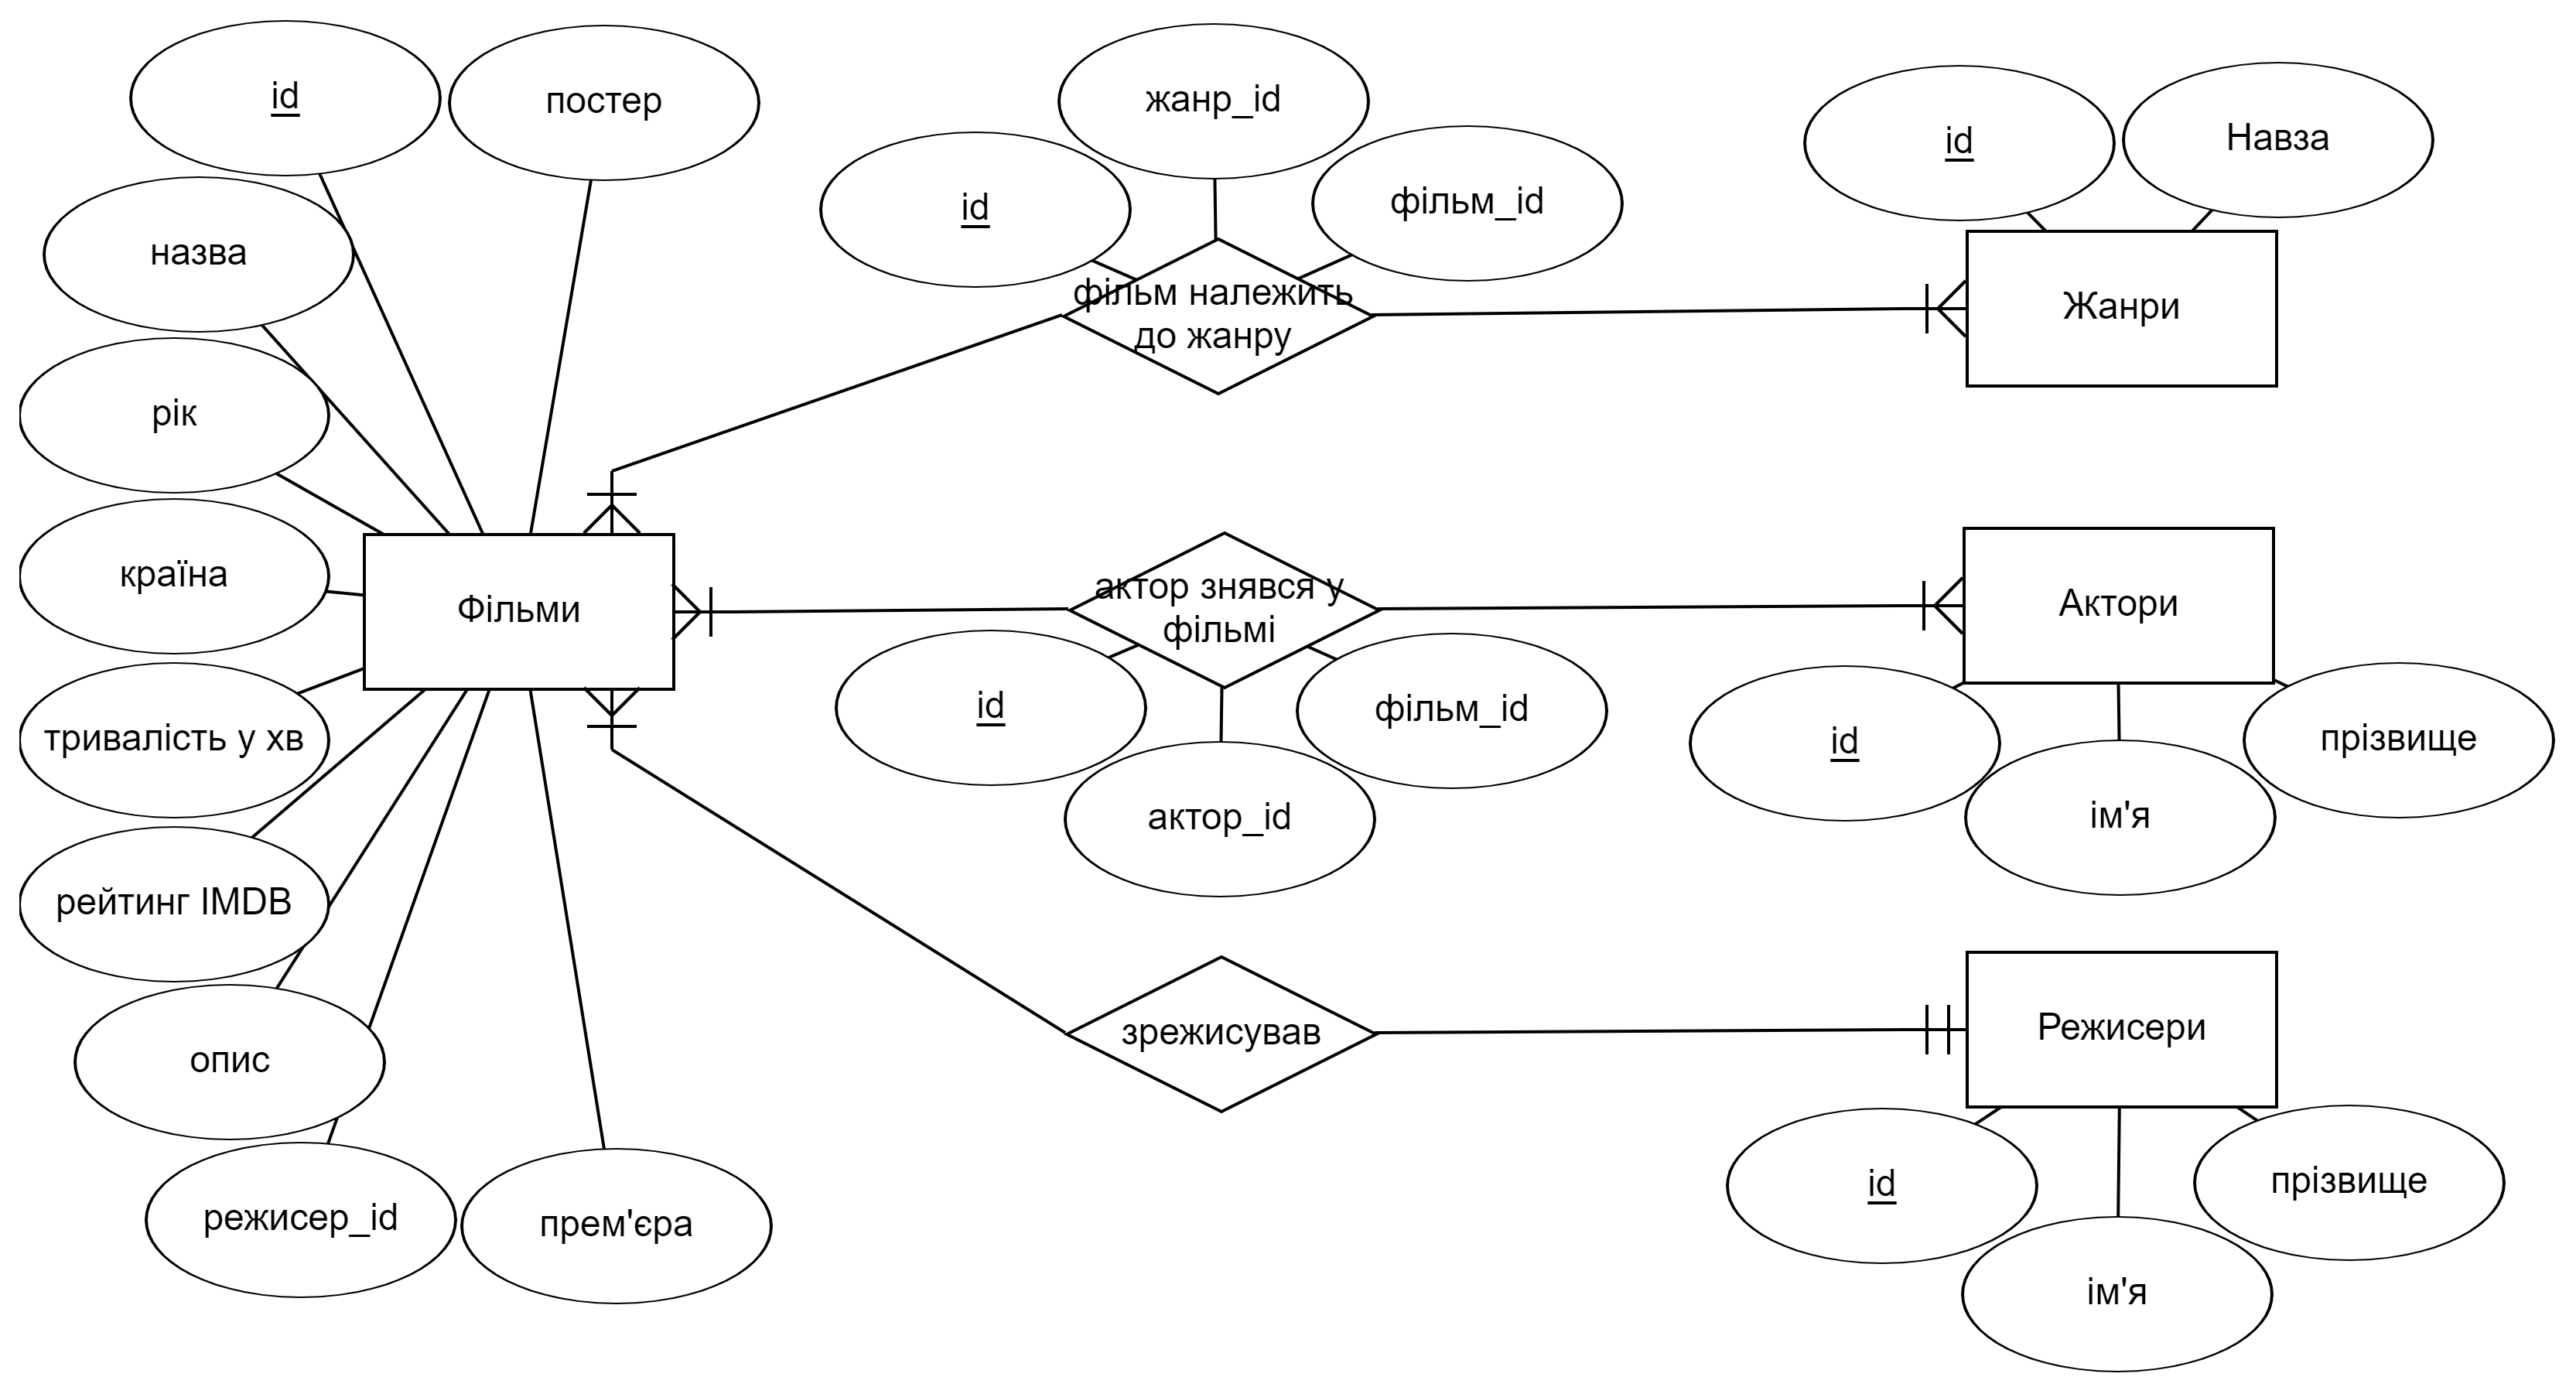 id
постер
назва
рік
країна
тривалість у хв
рейтинг IMDB
опис
режисер_id
прем'єра
Фільми
жанр_id
id
фільм_id
фільм належить
до жанру
id
Навза
Жанри
актор знявся у
фільмі
id
фільм_id
актор_id
Актори
id
ім'я
прізвище
зрежисував
Режисери
id
ім'я
прізвище